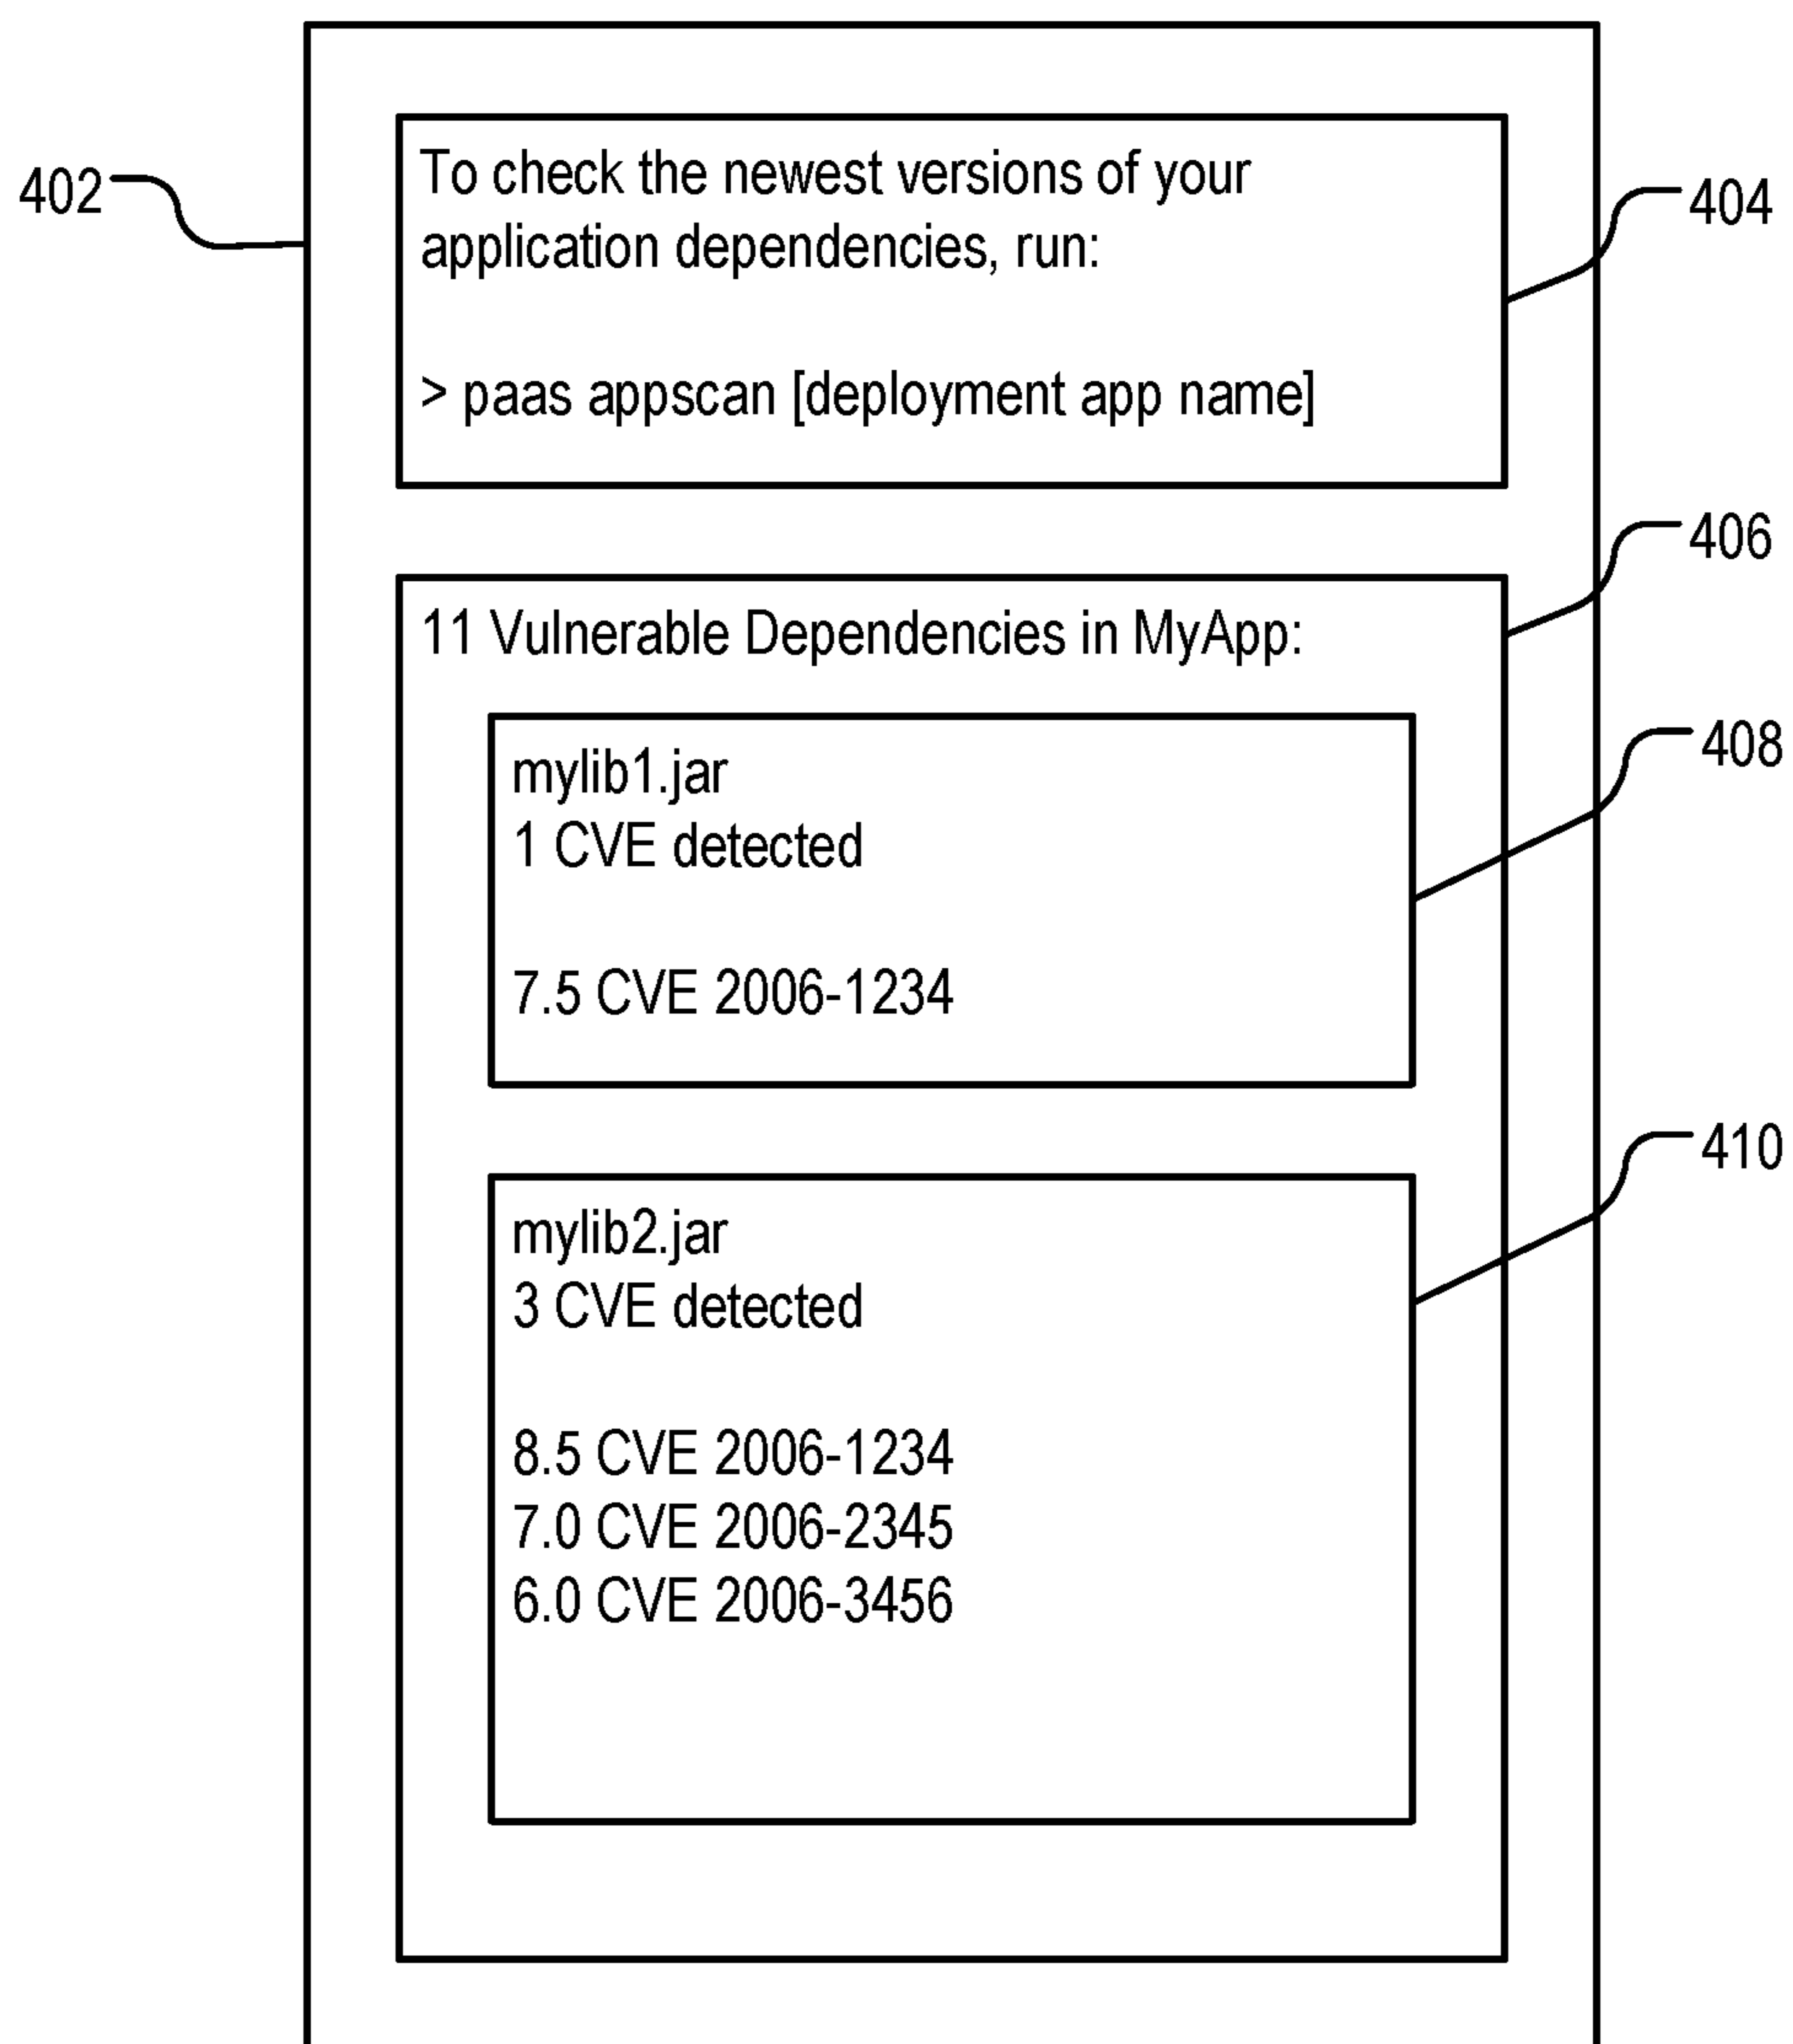 402
To check the newest versions of your
application dependencies, run:
> paas appscan [deployment app name]
404
406
11 Vulnerable Dependencies in MyApp:
408
mylib1.jar
1 CVE detected
7.5 CVE 2006-1234
410
mylib2.jar
3 CVE detected
8.5 CVE 2006-1234
7.0 CVE 2006-2345
6.0 CVE 2006-3456